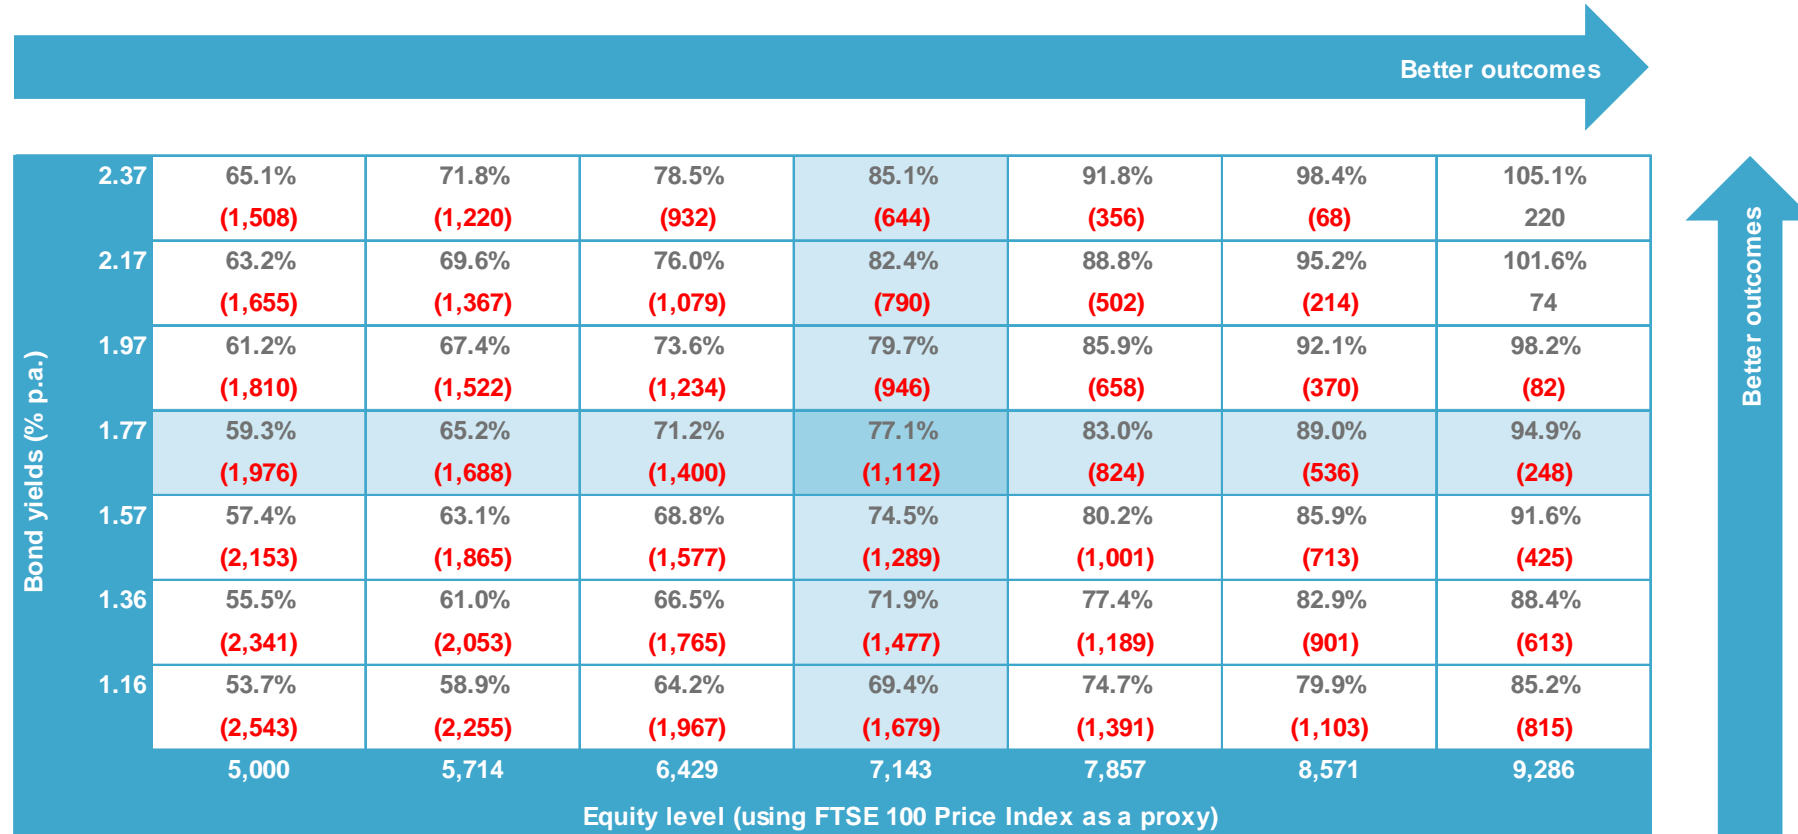 Better outcomes
2.37 65.1% 71.8% 78.5% 85.1% 91.8% 98.4% 105.1%
(1,508) (1,220) (932) (644) (356) (68) 220
2.17 63.2% 69.6% 76.0% 82.4% 88.8% 95.2% 101.6%
(1,655) (1,367) (1,079) (790) (502) (214) 74
1.97 61.2% 67.4% 73.6% 79.7% 85.9% 92.1% 98.2%
(1,810) (1,522) (1,234) (946) (658) (370) (82)
1.77 59.3% 65.2% 71.2% 77.1% 83.0% 89.0% 94.9%
(1,976) (1,688) (1,400) (1,112) (824) (536) (248)
1.57 57.4% 63.1% 68.8% 74.5% 80.2% 85.9% 91.6%
(2,153) (1,865) (1,577) (1,289) (1,001) (713) (425)
1.36 55.5% 61.0% 66.5% 71.9% 77.4% 82.9% 88.4%
(2,341) (2,053) (1,765) (1,477) (1,189) (901) (613)
1.16 53.7% 58.9% 64.2% 69.4% 74.7% 79.9% 85.2%
(2,543) (2,255) (1,967) (1,679) (1,391) (1,103) (815)
5,000 5,714 6,429 7,143 7,857 8,571 9,286
Equity level (using FTSE 100 Price Index as a proxy)
Bond yields (% p.a.)
Better outcomes